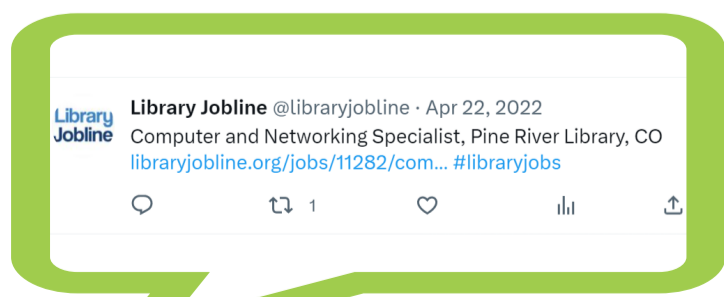 Library Jobline
Library Jobline @libraryjobline · Apr 22, 2022
Computer and Networking Specialist, Pine River Library, CO
libraryjobline.org/jobs/11282/com... #libraryjobs
1